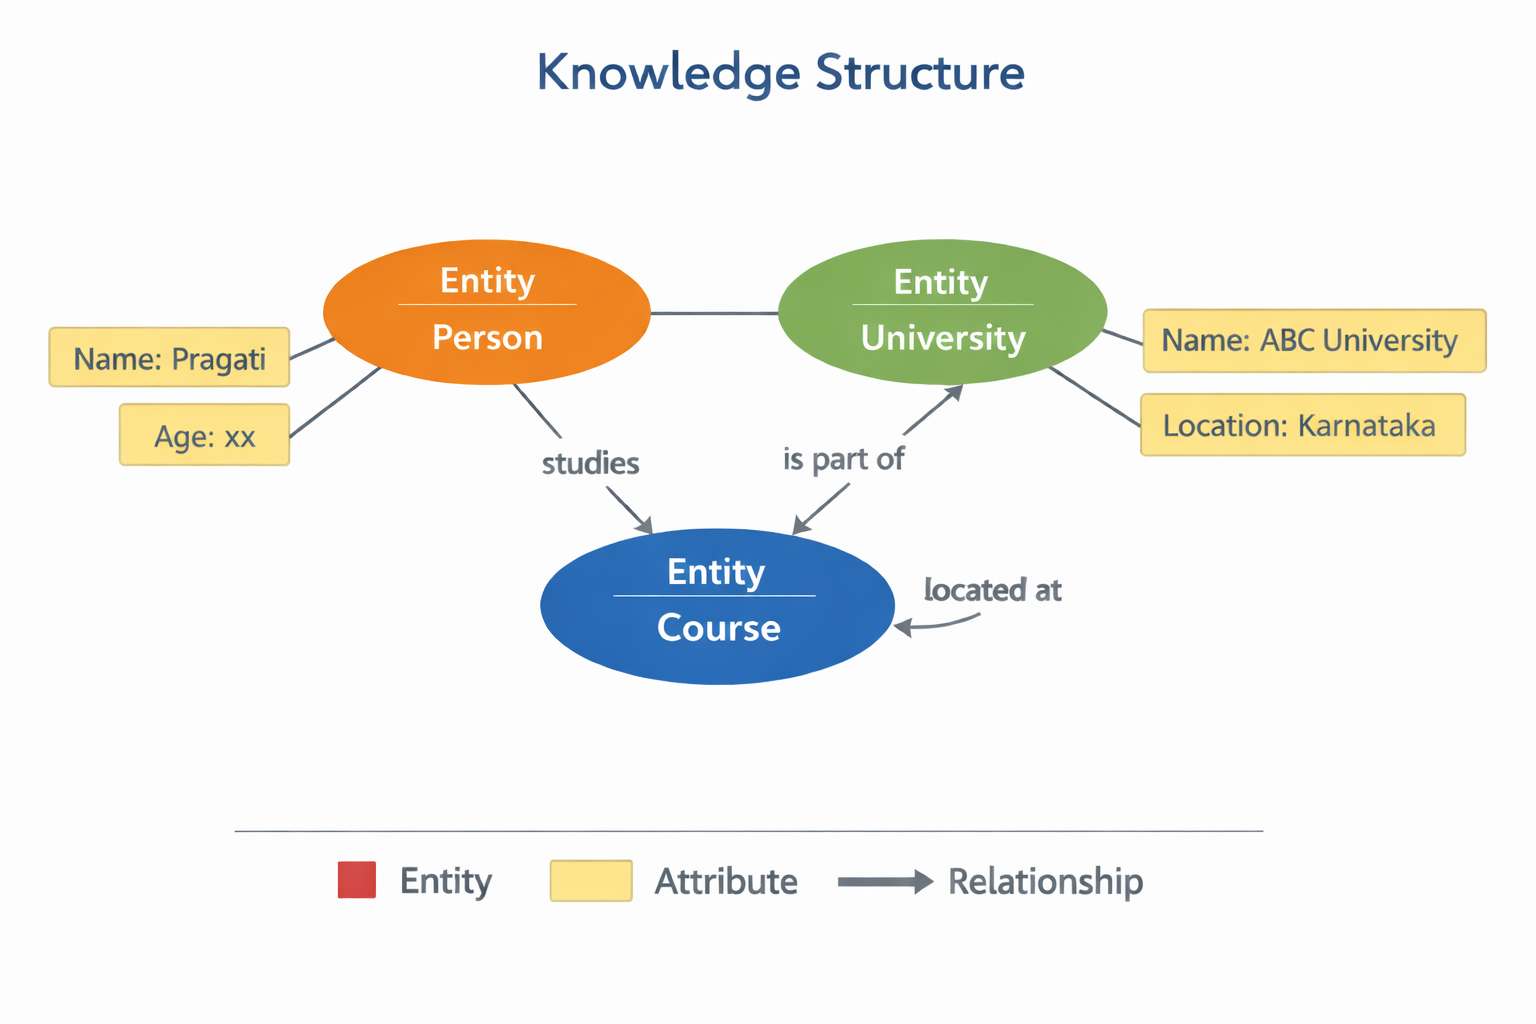 Knowledge Structure
Entity
Person
Entity
University
Name: Pragati
Age: xx
Name: ABC University
Location: Karnataka
studies
is part of
Entity
Course
located at
Entity
Attribute
Relationship